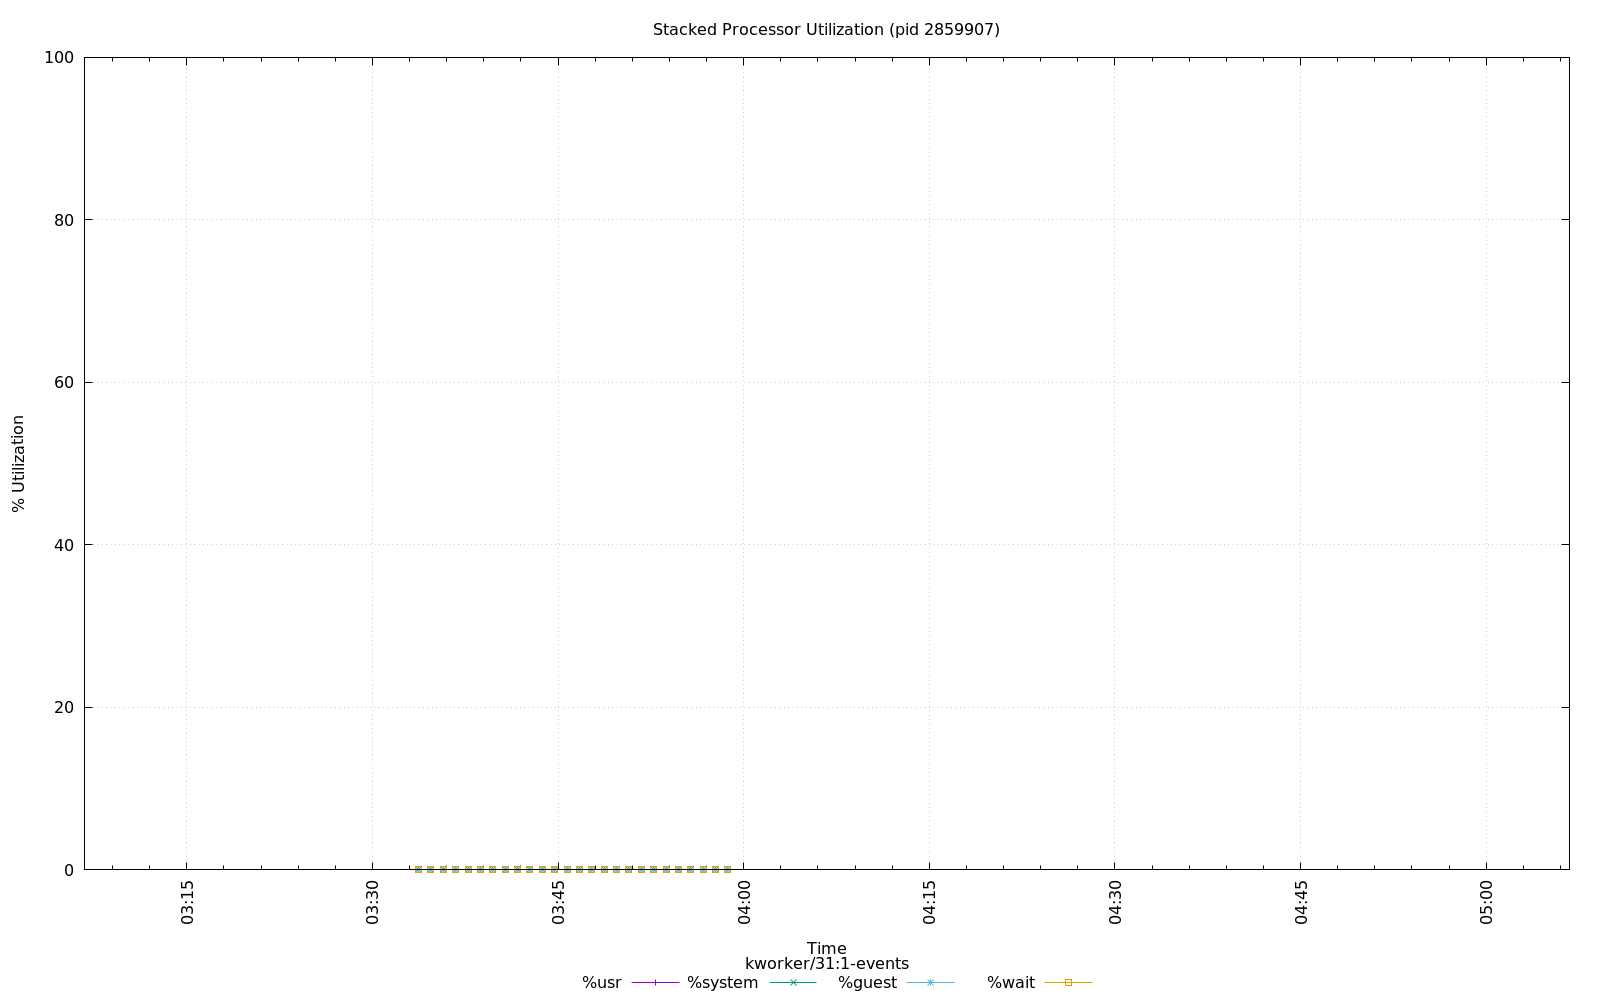 Stacked Processor Utilization (pid 2859907)
100
80
60
40
20
0
% Utilization
03:15
03:30
03:45
04:00
04:15
04:30
04:45
05:00
Time
kworker/31:1-events
%usr %system %guest %wait